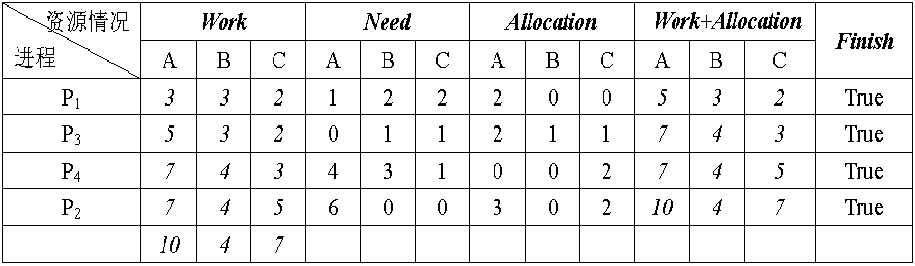 资源情况 Work Need Allocation Work+Allocation Finish
进程 A B C A B C A B C A B C
P1 3 3 2 1 2 2 2 0 0 5 3 2 True
P3 5 3 2 0 1 1 2 1 1 7 4 3 True
P4 7 4 3 4 3 1 0 0 2 7 4 5 True
P2 7 4 5 6 0 0 3 0 2 10 4 7 True
10 4 7